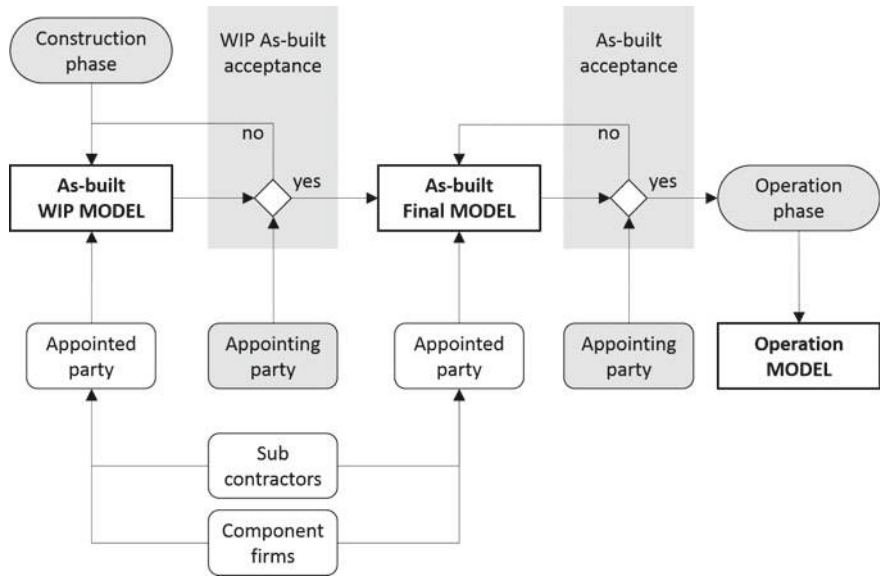 Construction
phase
WIP As-built
acceptance
As-built
acceptance
no
no
yes
yes
As-built
WIP MODEL
As-built
Final MODEL
Operation
phase
Appointed
party
Appointing
party
Appointed
party
Appointing
party
Operation
MODEL
Sub
contractors
Component
firms